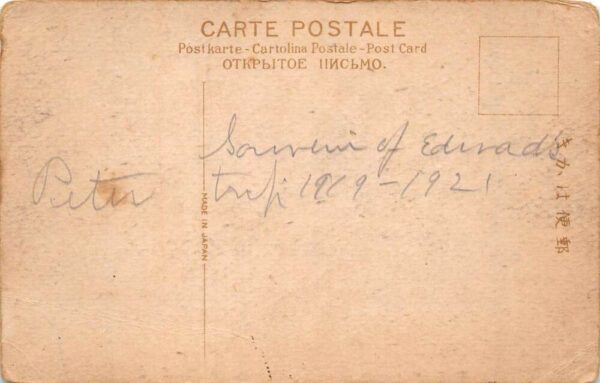 CARTE POSTALE
Postkarte - Cartolina Postale - Post Card
ОТКРЫТОЕ ПИСЬМО.
Souvenir of Edward's
trip 1919-1921
Peter
MADE IN JAPAN
きかは便郵